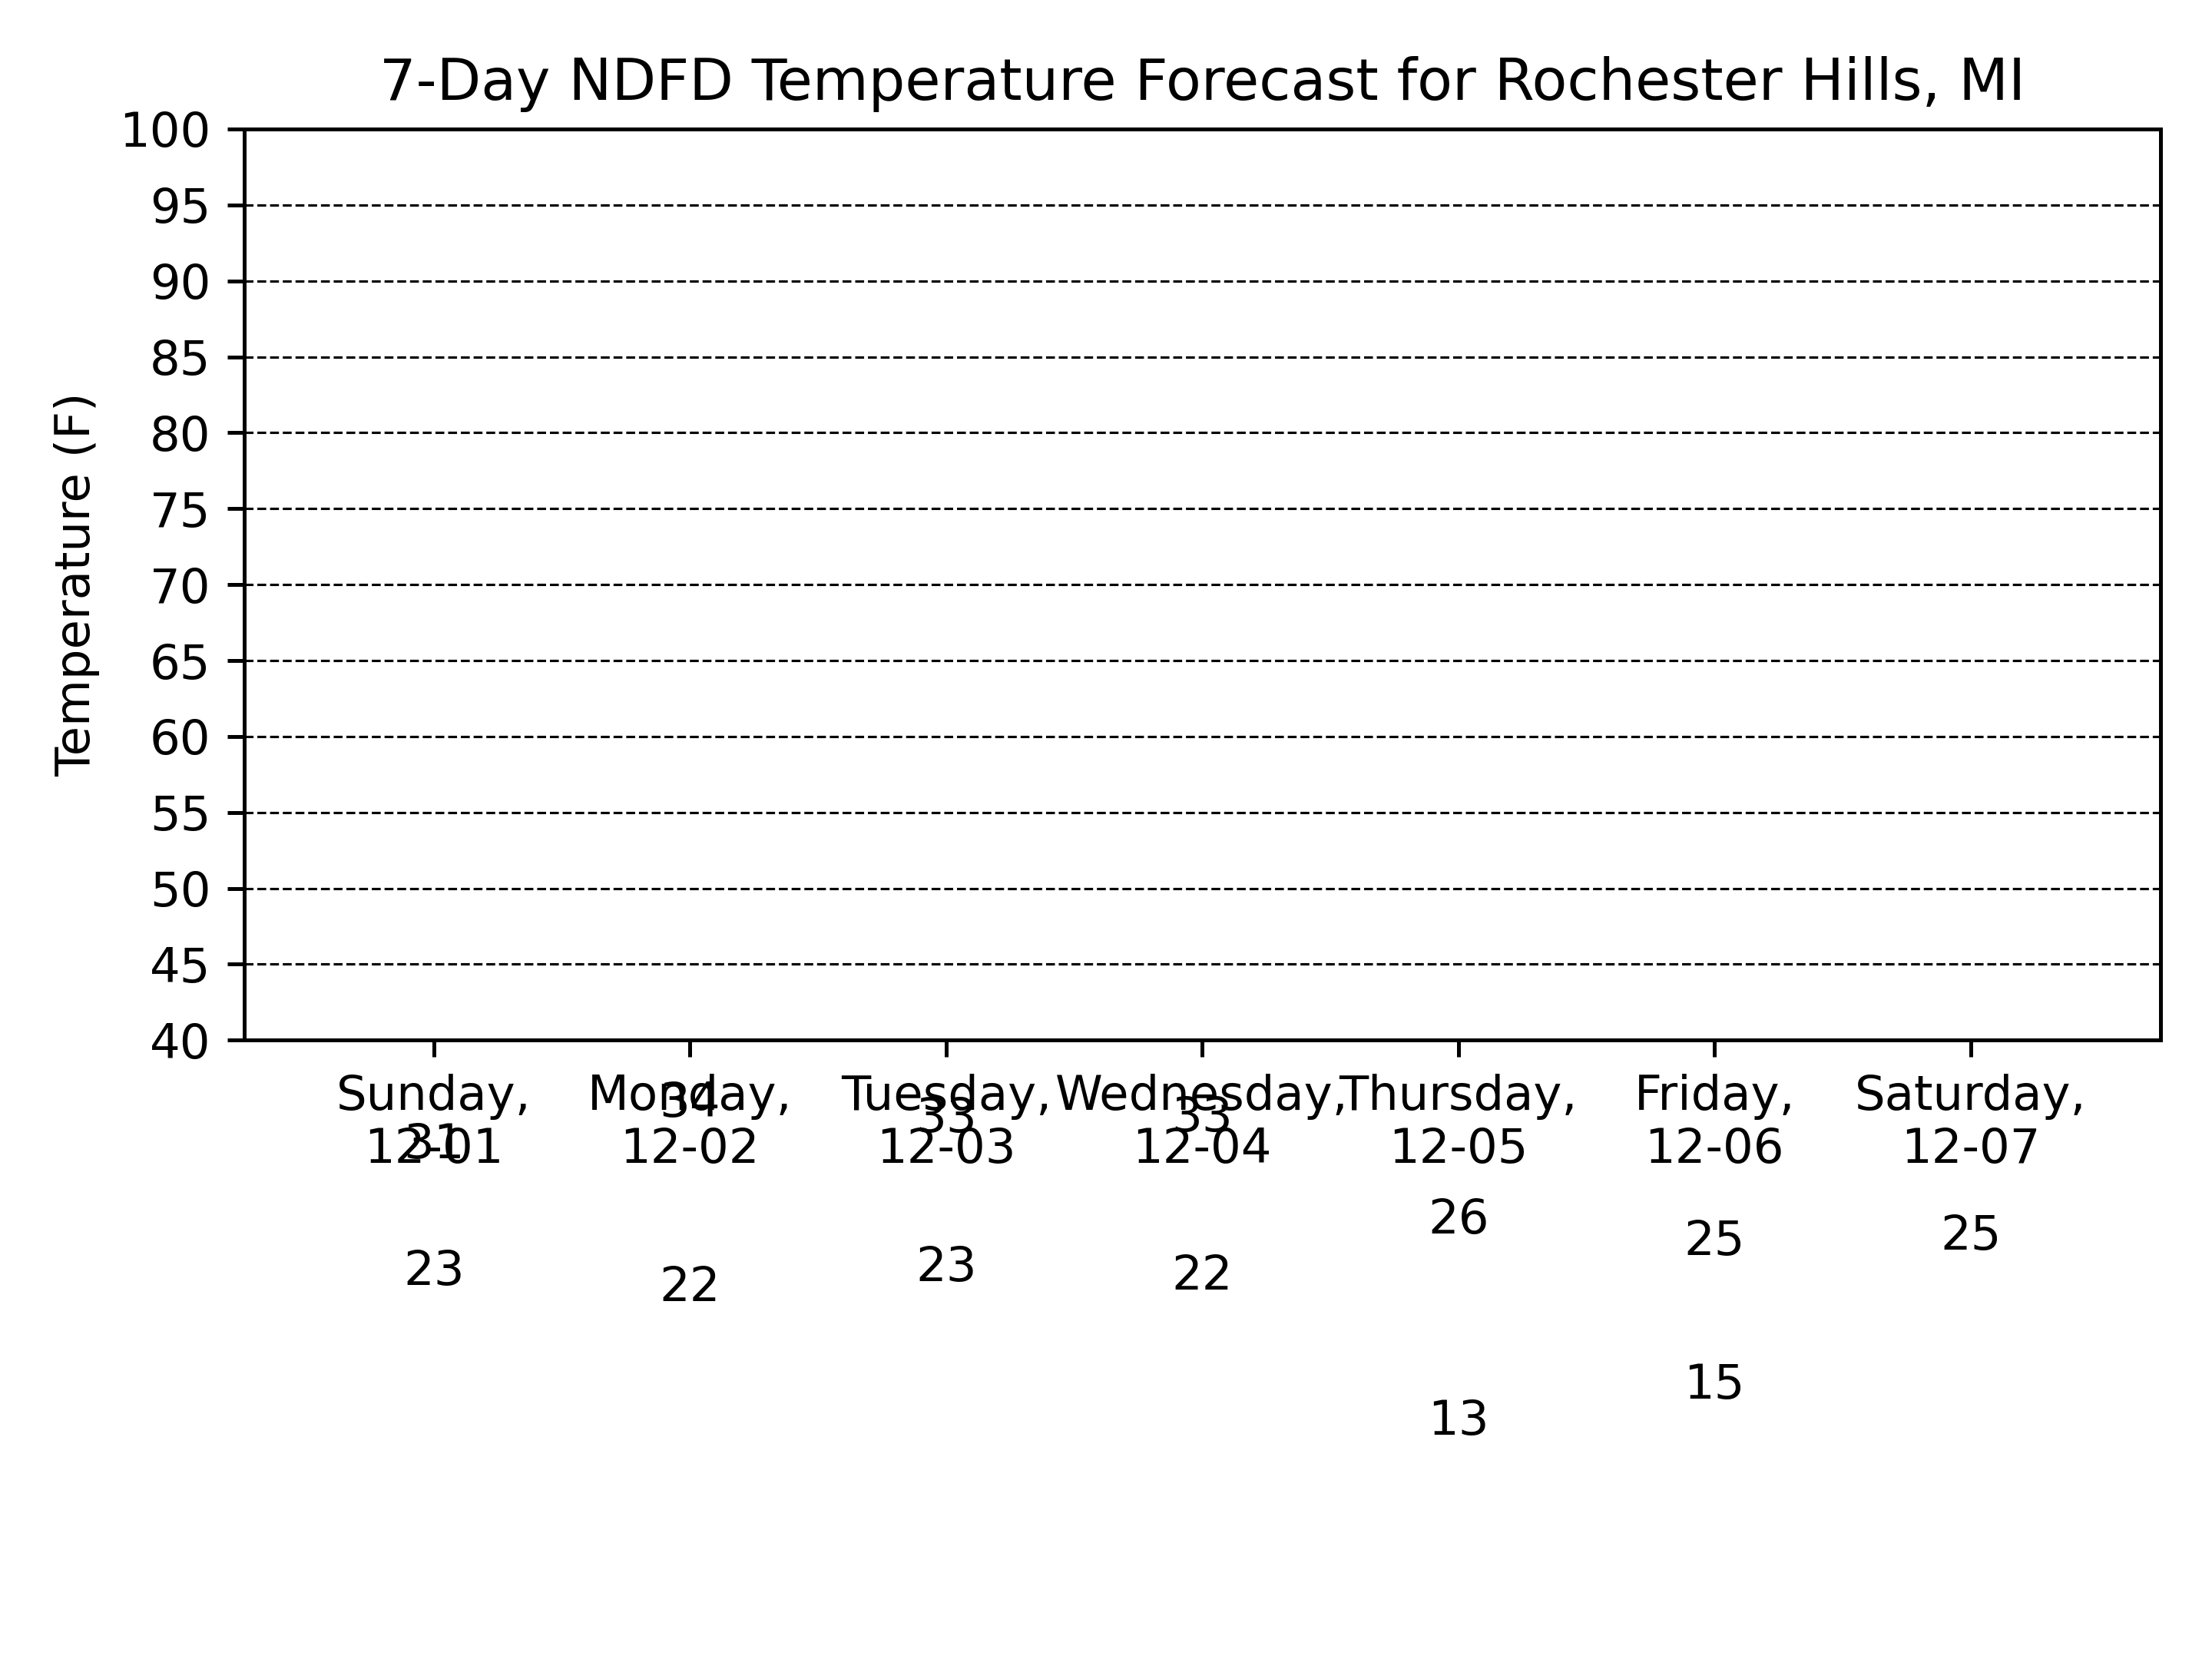 7-Day NDFD Temperature Forecast for Rochester Hills, MI
Temperature (F)
100
95
90
85
80
75
70
65
60
55
50
45
40
Sunday, Monday, Tuesday, Wednesday, Thursday, Friday, Saturday,
12-01 12-02 12-03 12-04 12-05 12-06 12-07
31 34 33 33 26 25 25
23 22 23 22 13 15